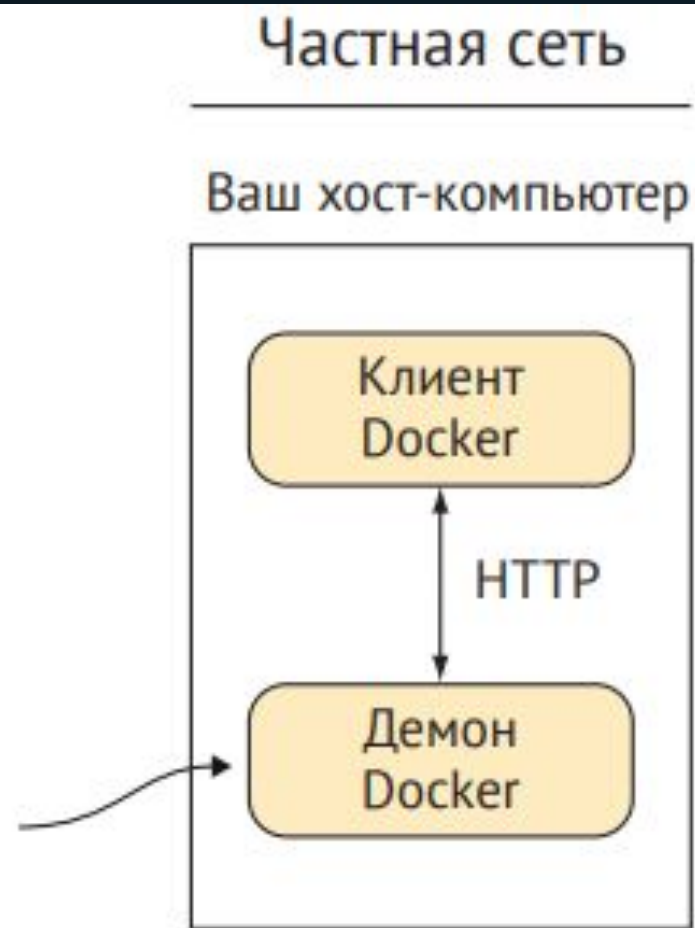 Частная сеть
Ваш хост-компьютер
Клиент
Docker
HTTP
Демон
Docker